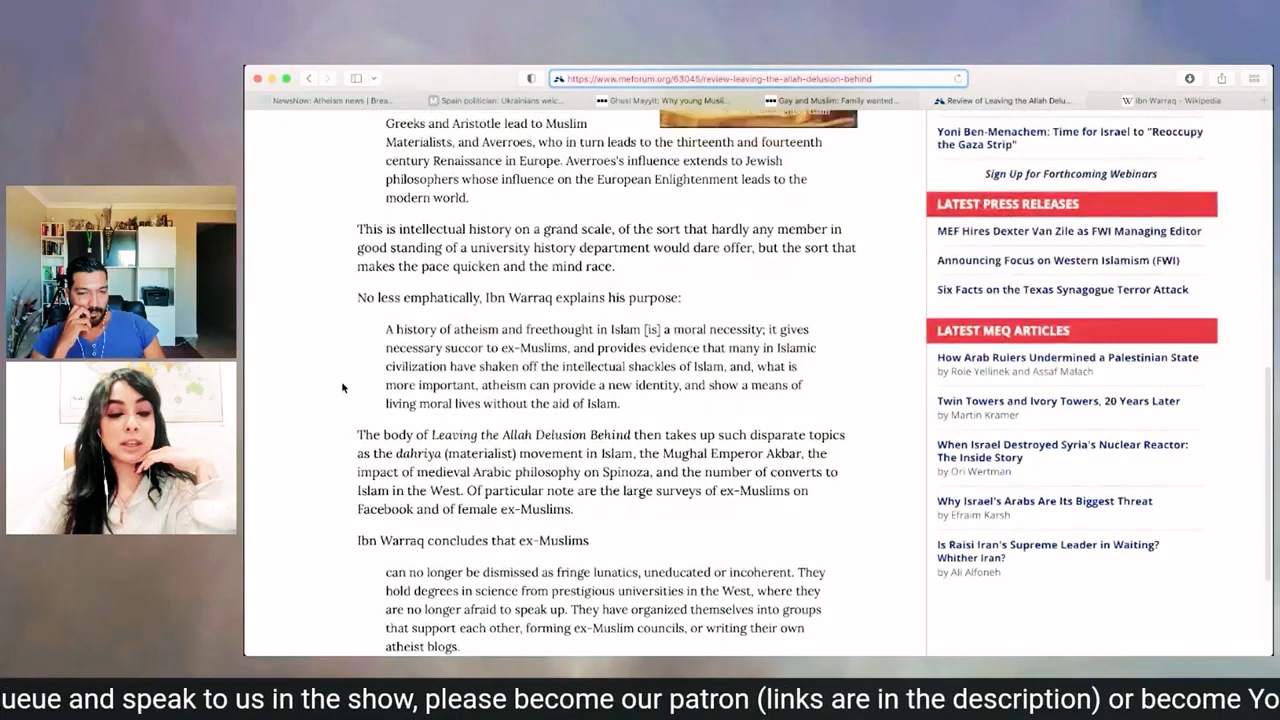 https://www.meforum.org/63045/review-leaving-the-allah-delusion-behind
NewsNow: Atheism news | Brea...
Spain politician: Ukrainians welc...
Ghusl Mayyit: Why young Musli...
Gay and Muslim: Family wanted...
Review of Leaving the Allah Delu...
Ibn Warraq - Wikipedia
Greeks and Aristotle lead to Muslim
Materialists, and Averroes, who in turn leads to the thirteenth and fourteenth
century Renaissance in Europe. Averroes's influence extends to Jewish
philosophers whose influence on the European Enlightenment leads to the
modern world.
This is intellectual history on a grand scale, of the sort that hardly any member in
good standing of a university history department would dare offer, but the sort that
makes the pace quicken and the mind race.
No less emphatically, Ibn Warraq explains his purpose:
A history of atheism and freethought in Islam [is] a moral necessity; it gives
necessary succor to ex-Muslims, and provides evidence that many in Islamic
civilization have shaken off the intellectual shackles of Islam, and, what is
more important, atheism can provide a new identity, and show a means of
living moral lives without the aid of Islam.
The body of Leaving the Allah Delusion Behind then takes up such disparate topics
as the dahriya (materialist) movement in Islam, the Mughal Emperor Akbar, the
impact of medieval Arabic philosophy on Spinoza, and the number of converts to
Islam in the West. Of particular note are the large surveys of ex-Muslims on
Facebook and of female ex-Muslims.
Ibn Warraq concludes that ex-Muslims
can no longer be dismissed as fringe lunatics, uneducated or incoherent. They
hold degrees in science from prestigious universities in the West, where they
are no longer afraid to speak up. They have organized themselves into groups
that support each other, forming ex-Muslim councils, or writing their own
atheist blogs.
Yoni Ben-Menachem: Time for Israel to "Reoccupy
the Gaza Strip"
Sign Up for Forthcoming Webinars
LATEST PRESS RELEASES
MEF Hires Dexter Van Zile as FWI Managing Editor
Announcing Focus on Western Islamism (FWI)
Six Facts on the Texas Synagogue Terror Attack
LATEST MEQ ARTICLES
How Arab Rulers Undermined a Palestinian State
by Roie Yellinek and Assaf Malach
Twin Towers and Ivory Towers, 20 Years Later
by Martin Kramer
When Israel Destroyed Syria's Nuclear Reactor:
The Inside Story
by Ori Wertman
Why Israel's Arabs Are Its Biggest Threat
by Efraim Karsh
Is Raisi Iran's Supreme Leader in Waiting?
Whither Iran?
by Ali Alfoneh
ueue and speak to us in the show, please become our patron (links are in the description) or become Yo